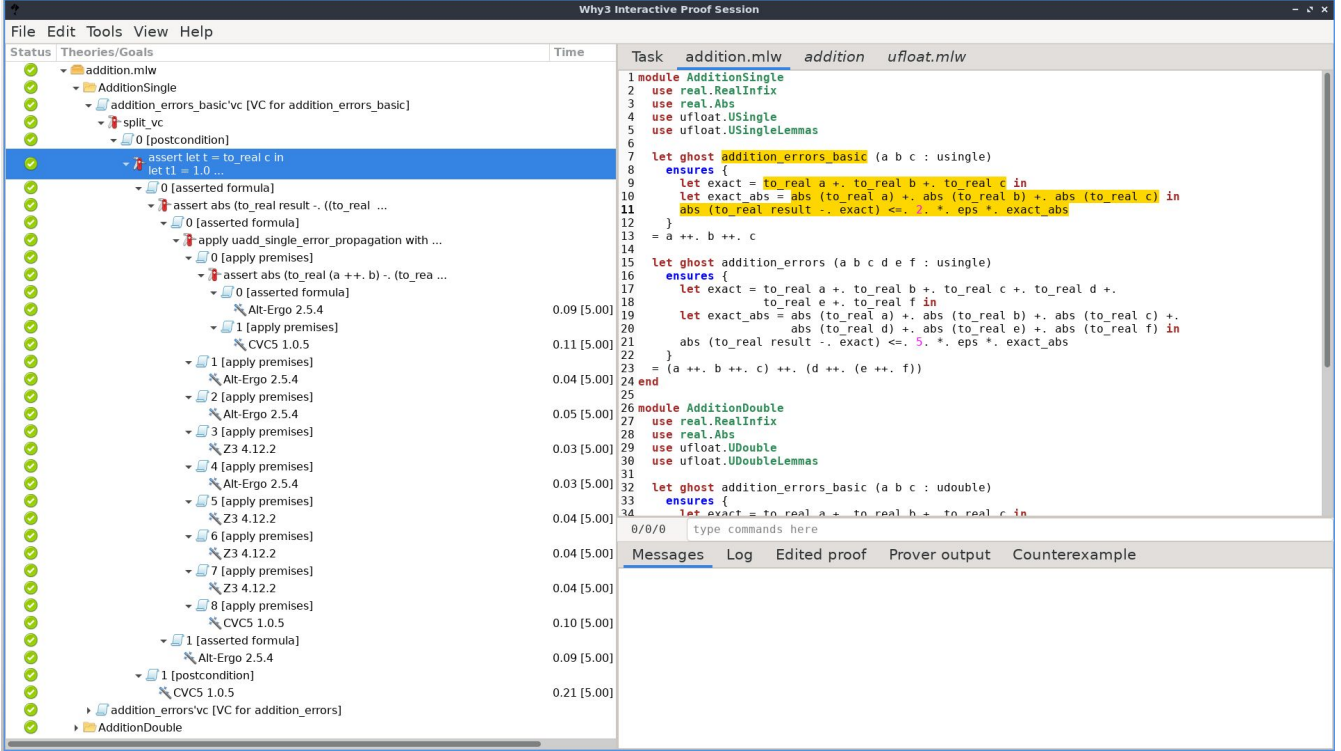 Why3 Interactive Proof Session
File Edit Tools View Help
Status Theories/Goals Time
addition.mlw
AdditionSingle
addition_errors_basic'vc [VC for addition_errors_basic]
split_vc
0 [postcondition]
assert let t = to_real c in
let t1 = 1.0 ...
0 [asserted formula]
assert abs (to_real result -. ((to_real ...
0 [asserted formula]
apply uadd_single_error_propagation with ...
0 [apply premises]
assert abs (to_real (a ++. b) -. (to_rea ...
0 [asserted formula]
Alt-Ergo 2.5.4 0.09 [5.00]
1 [apply premises]
CVC5 1.0.5 0.11 [5.00]
1 [apply premises]
Alt-Ergo 2.5.4 0.04 [5.00]
2 [apply premises]
Alt-Ergo 2.5.4 0.05 [5.00]
3 [apply premises]
Z3 4.12.2 0.03 [5.00]
4 [apply premises]
Alt-Ergo 2.5.4 0.03 [5.00]
5 [apply premises]
Z3 4.12.2 0.04 [5.00]
6 [apply premises]
Z3 4.12.2 0.04 [5.00]
7 [apply premises]
Z3 4.12.2 0.04 [5.00]
8 [apply premises]
CVC5 1.0.5 0.10 [5.00]
1 [asserted formula]
Alt-Ergo 2.5.4 0.09 [5.00]
1 [postcondition]
CVC5 1.0.5 0.21 [5.00]
addition_errors'vc [VC for addition_errors]
AdditionDouble
Task addition.mlw addition ufloat.mlw
1 module AdditionSingle
2 use real.RealInfix
3 use real.Abs
4 use ufloat.USingle
5 use ufloat.USingleLemmas
6
7 let ghost addition_errors_basic (a b c : usingle)
8 ensures {
9 let exact = to_real a +. to_real b +. to_real c in
10 let exact_abs = abs (to_real a) +. abs (to_real b) +. abs (to_real c) in
11 abs (to_real result -. exact) <=. 2. *. eps *. exact_abs
12 }
13 = a ++. b ++. c
14
15 let ghost addition_errors (a b c d e f : usingle)
16 ensures {
17 let exact = to_real a +. to_real b +. to_real c +. to_real d +.
18 to_real e +. to_real f in
19 let exact_abs = abs (to_real a) +. abs (to_real b) +. abs (to_real c) +.
20 abs (to_real d) +. abs (to_real e) +. abs (to_real f) in
21 abs (to_real result -. exact) <=. 5. *. eps *. exact_abs
22 }
23 = (a ++. b ++. c) ++. (d ++. (e ++. f))
24 end
25
26 module AdditionDouble
27 use real.RealInfix
28 use real.Abs
29 use ufloat.UDouble
30 use ufloat.UDoubleLemmas
31
32 let ghost addition_errors_basic (a b c : udouble)
33 ensures {
34 let exact = to_real a +. to_real b +. to_real c in
0/0/0 type commands here
Messages Log Edited proof Prover output Counterexample